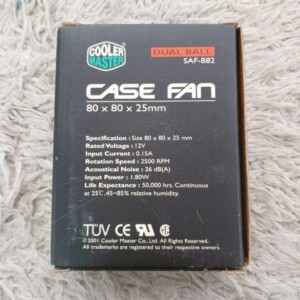 COOLER
MASTER
DUAL BALL
SAF-B82
CASE FAN
80 x 80 x 25mm
Specification : Size 80 x 80 x 25 mm
Rated Voltage : 12V
Input Current : 0.15A
Rotation Speed : 2500 RPM
Acoustical Noise : 26 dB(A)
Input Power : 1.80W
Life Expectance : 50,000 hrs. Continuous
at 25℃,45~85% relative humidity.
TUV CE
©2001 Cooler Master Co., Ltd. All Rights Reserved.
All trademarks are registered to their respective owners.